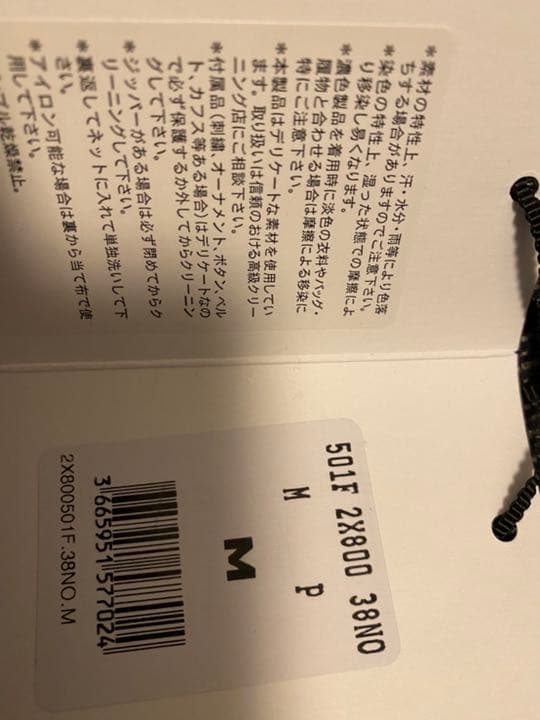 *素材の特性上、汗・水分・雨等により色落
ちする場合がありますのでご注意下さい。
*染色の特性上、湿った状態での摩擦によ
り移染し易くなります。
*濃色製品を着用時に淡色の衣料やバッグ・
履物と合わせる場合は摩擦による移染に
特にご注意下さい。
*本製品はデリケートな素材を使用してい
ます。取り扱いは信頼のおける高級クリー
ニング店にご相談下さい。
*付属品(刺繍、オーナメント、ボタン、ベル
ト、カフス等ある場合)はデリケートなの
で必ず保護するか外してからクリーニン
グして下さい。
*ジッパーがある場合は必ず閉めてからク
リーニングして下さい。
*裏返してネットに入れて単独洗いして下
さい。
*アイロン可能な場合は裏から当て布で使
用して下さい。
ブル乾燥禁止。
501F 2X800 38NO
M P
M
3 665951 577024
2X800501F.38NO.M